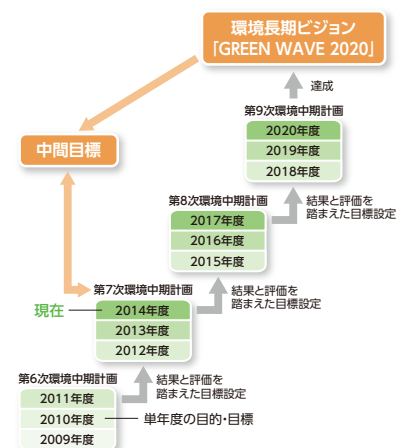 環境長期ビジョン
「GREEN WAVE 2020」
達成
第9次環境中期計画
2020年度
2019年度
2018年度
中間目標
第8次環境中期計画
2017年度
2016年度
2015年度
結果と評価を
踏まえた目標設定
第7次環境中期計画
現在
2014年度
2013年度
2012年度
結果と評価を
踏まえた目標設定
第6次環境中期計画
2011年度
2010年度
2009年度
結果と評価を
踏まえた目標設定
単年度の目的・目標